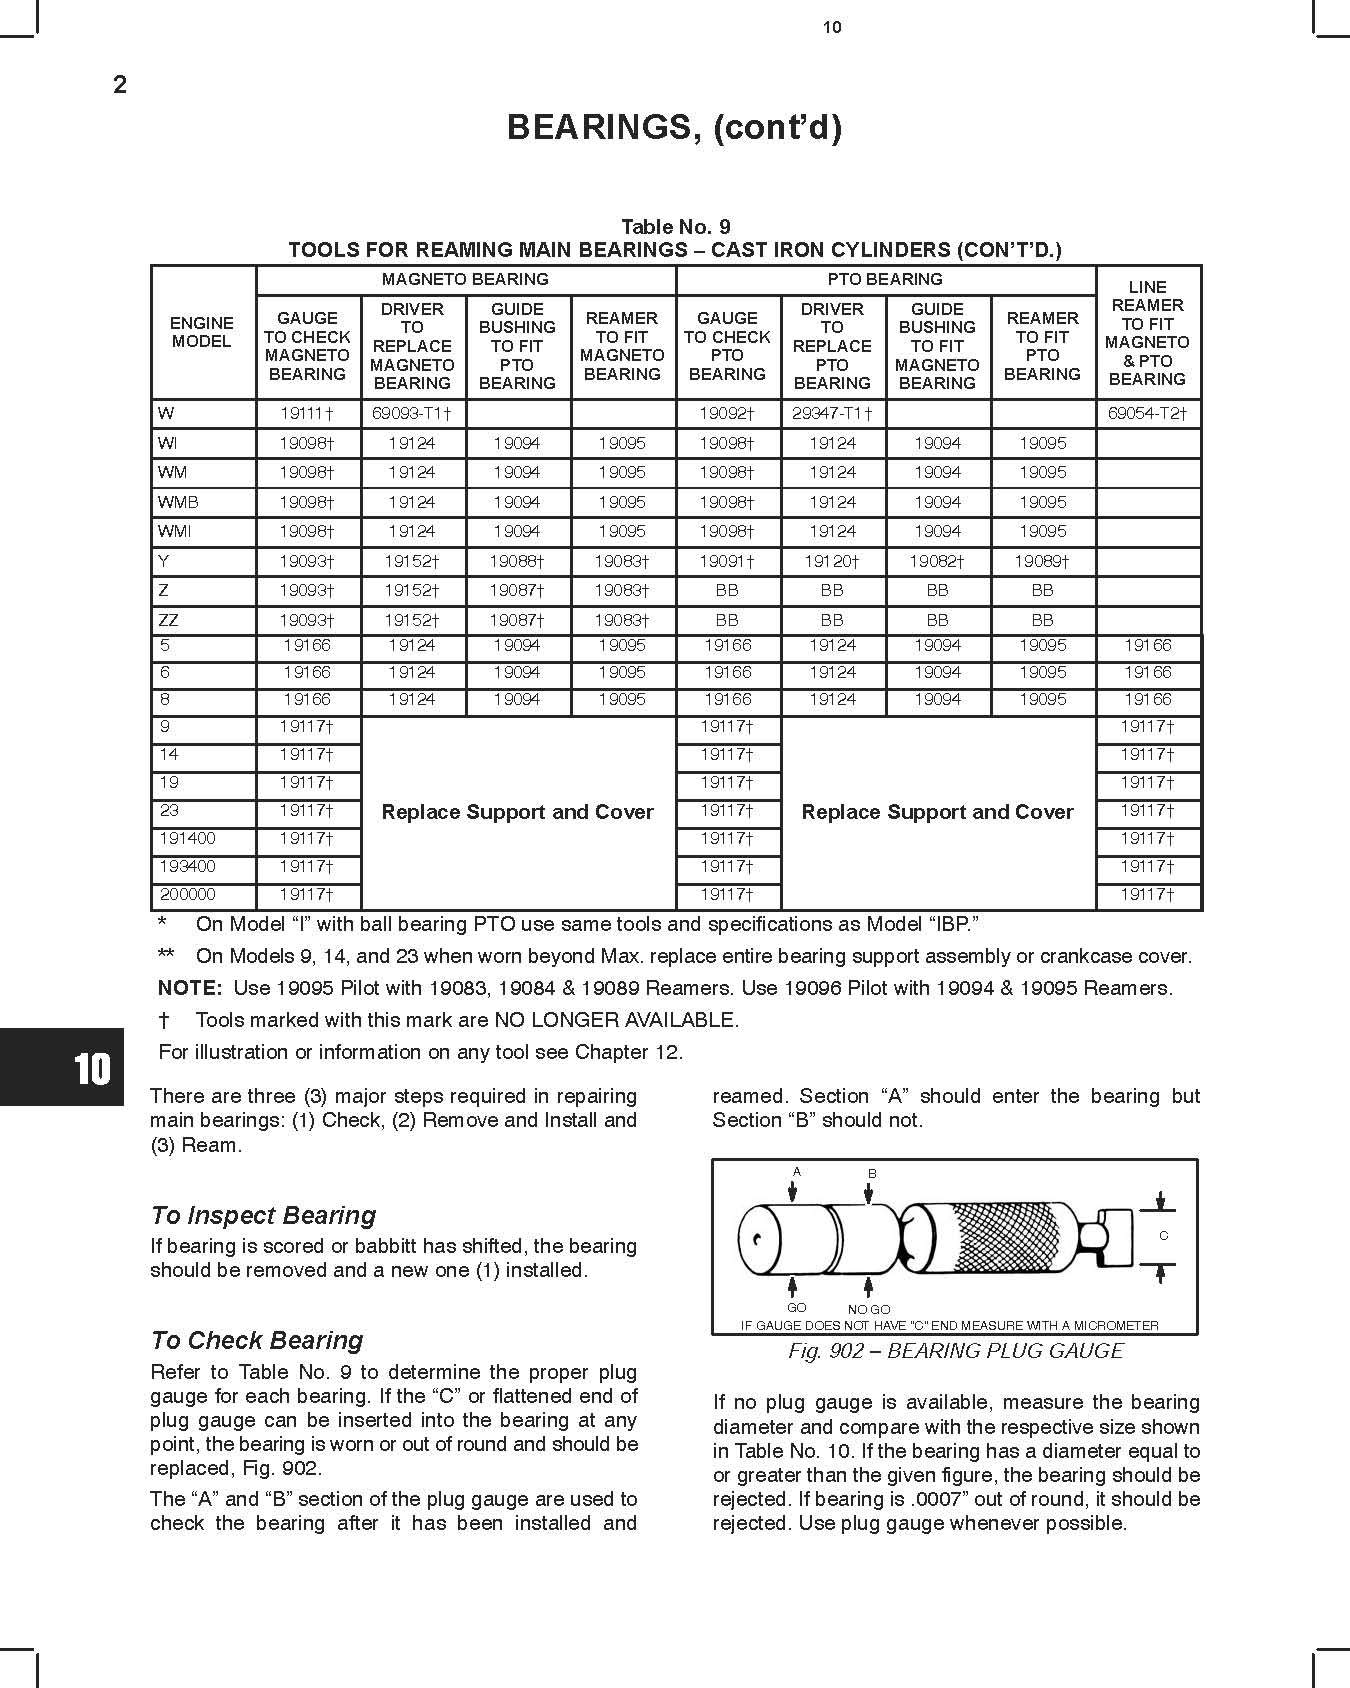 10
2
BEARINGS, (cont’d)
Table No. 9
TOOLS FOR REAMING MAIN BEARINGS – CAST IRON CYLINDERS (CON’T’D.)
ENGINE MODEL
MAGNETO BEARING
PTO BEARING
LINE REAMER TO FIT MAGNETO & PTO BEARING
GAUGE TO CHECK MAGNETO BEARING
DRIVER TO REPLACE MAGNETO BEARING
GUIDE BUSHING TO FIT PTO BEARING
REAMER TO FIT MAGNETO BEARING
GAUGE TO CHECK PTO BEARING
DRIVER TO REPLACE PTO BEARING
GUIDE BUSHING TO FIT MAGNETO BEARING
REAMER TO FIT PTO BEARING
W 19111† 69093-T1† 19092† 29347-T1† 69054-T2†
WI 19098† 19124 19094 19095 19098† 19124 19094 19095
WM 19098† 19124 19094 19095 19098† 19124 19094 19095
WMB 19098† 19124 19094 19095 19098† 19124 19094 19095
WMI 19098† 19124 19094 19095 19098† 19124 19094 19095
Y 19093† 19152† 19088† 19083† 19091† 19120† 19082† 19089†
Z 19093† 19152† 19087† 19083† BB BB BB BB
ZZ 19093† 19152† 19087† 19083† BB BB BB BB
5 19166 19124 19094 19095 19166 19124 19094 19095 19166
6 19166 19124 19094 19095 19166 19124 19094 19095 19166
8 19166 19124 19094 19095 19166 19124 19094 19095 19166
9 19117† 19117† 19117†
14 19117† 19117† 19117†
19 19117† 19117† 19117†
23 19117† Replace Support and Cover 19117† Replace Support and Cover 19117†
191400 19117† 19117† 19117†
193400 19117† 19117† 19117†
200000 19117† 19117† 19117†
* On Model “I” with ball bearing PTO use same tools and specifications as Model “IBP.”
** On Models 9, 14, and 23 when worn beyond Max. replace entire bearing support assembly or crankcase cover.
NOTE: Use 19095 Pilot with 19083, 19084 & 19089 Reamers. Use 19096 Pilot with 19094 & 19095 Reamers.
† Tools marked with this mark are NO LONGER AVAILABLE.
For illustration or information on any tool see Chapter 12.
10
There are three (3) major steps required in repairing
main bearings: (1) Check, (2) Remove and Install and
(3) Ream.
To Inspect Bearing
If bearing is scored or babbitt has shifted, the bearing
should be removed and a new one (1) installed.
To Check Bearing
Refer to Table No. 9 to determine the proper plug
gauge for each bearing. If the “C” or flattened end of
plug gauge can be inserted into the bearing at any
point, the bearing is worn or out of round and should be
replaced, Fig. 902.
The “A” and “B” section of the plug gauge are used to
check the bearing after it has been installed and
reamed. Section “A” should enter the bearing but
Section “B” should not.
A B
C
GO NO GO
IF GAUGE DOES NOT HAVE "C" END MEASURE WITH A MICROMETER
Fig. 902 – BEARING PLUG GAUGE
If no plug gauge is available, measure the bearing
diameter and compare with the respective size shown
in Table No. 10. If the bearing has a diameter equal to
or greater than the given figure, the bearing should be
rejected. If bearing is .0007” out of round, it should be
rejected. Use plug gauge whenever possible.